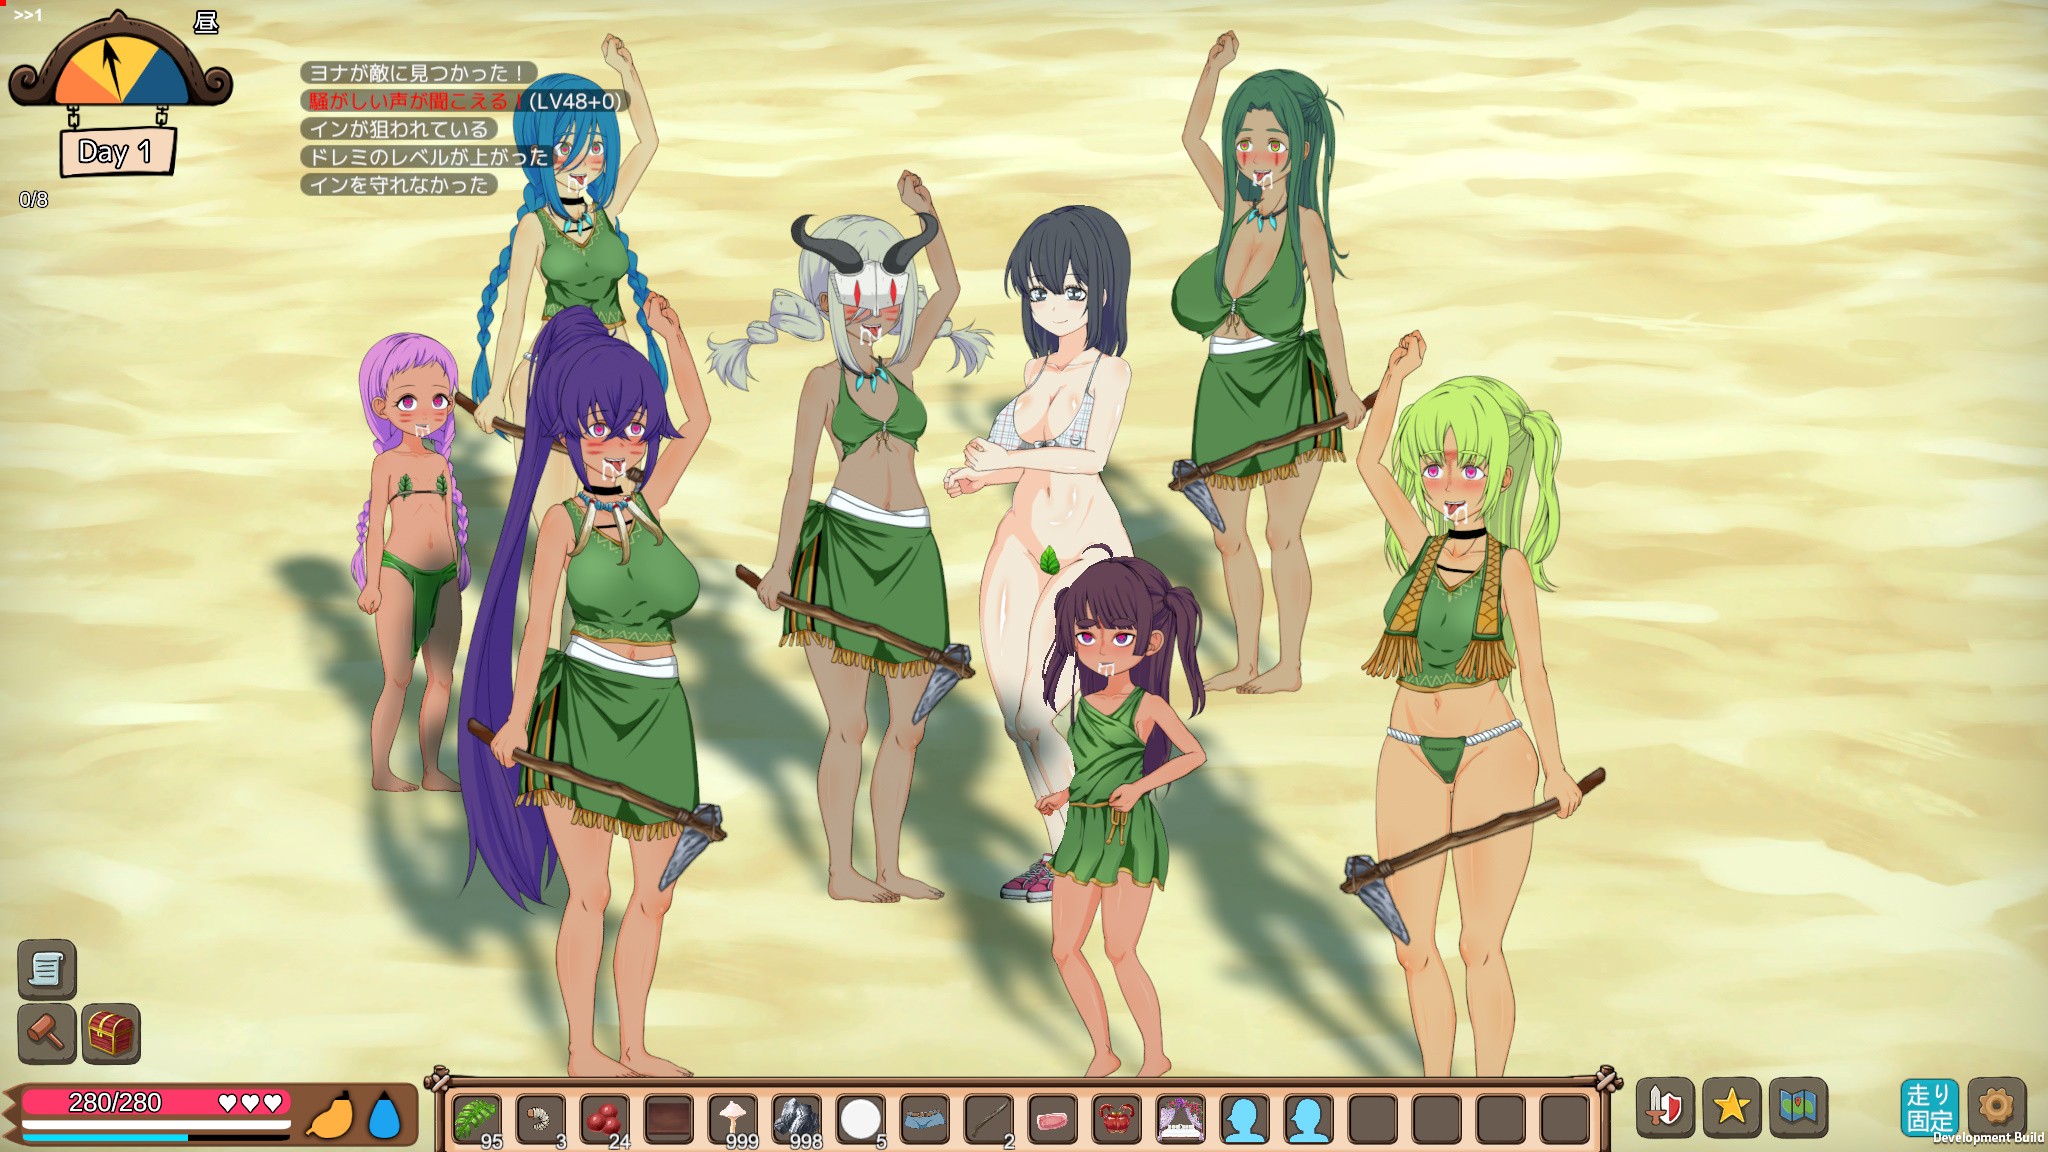 >>1
昼
ヨナが敵に見つかった！
騒がしい声が聞こえる！(LV48+0)
インが狙われている
ドレミのレベルが上がった
インを守れなかった
Day 1
0/8
280/280
95
3
24
999
998
5
2
走り
固定
Development Build